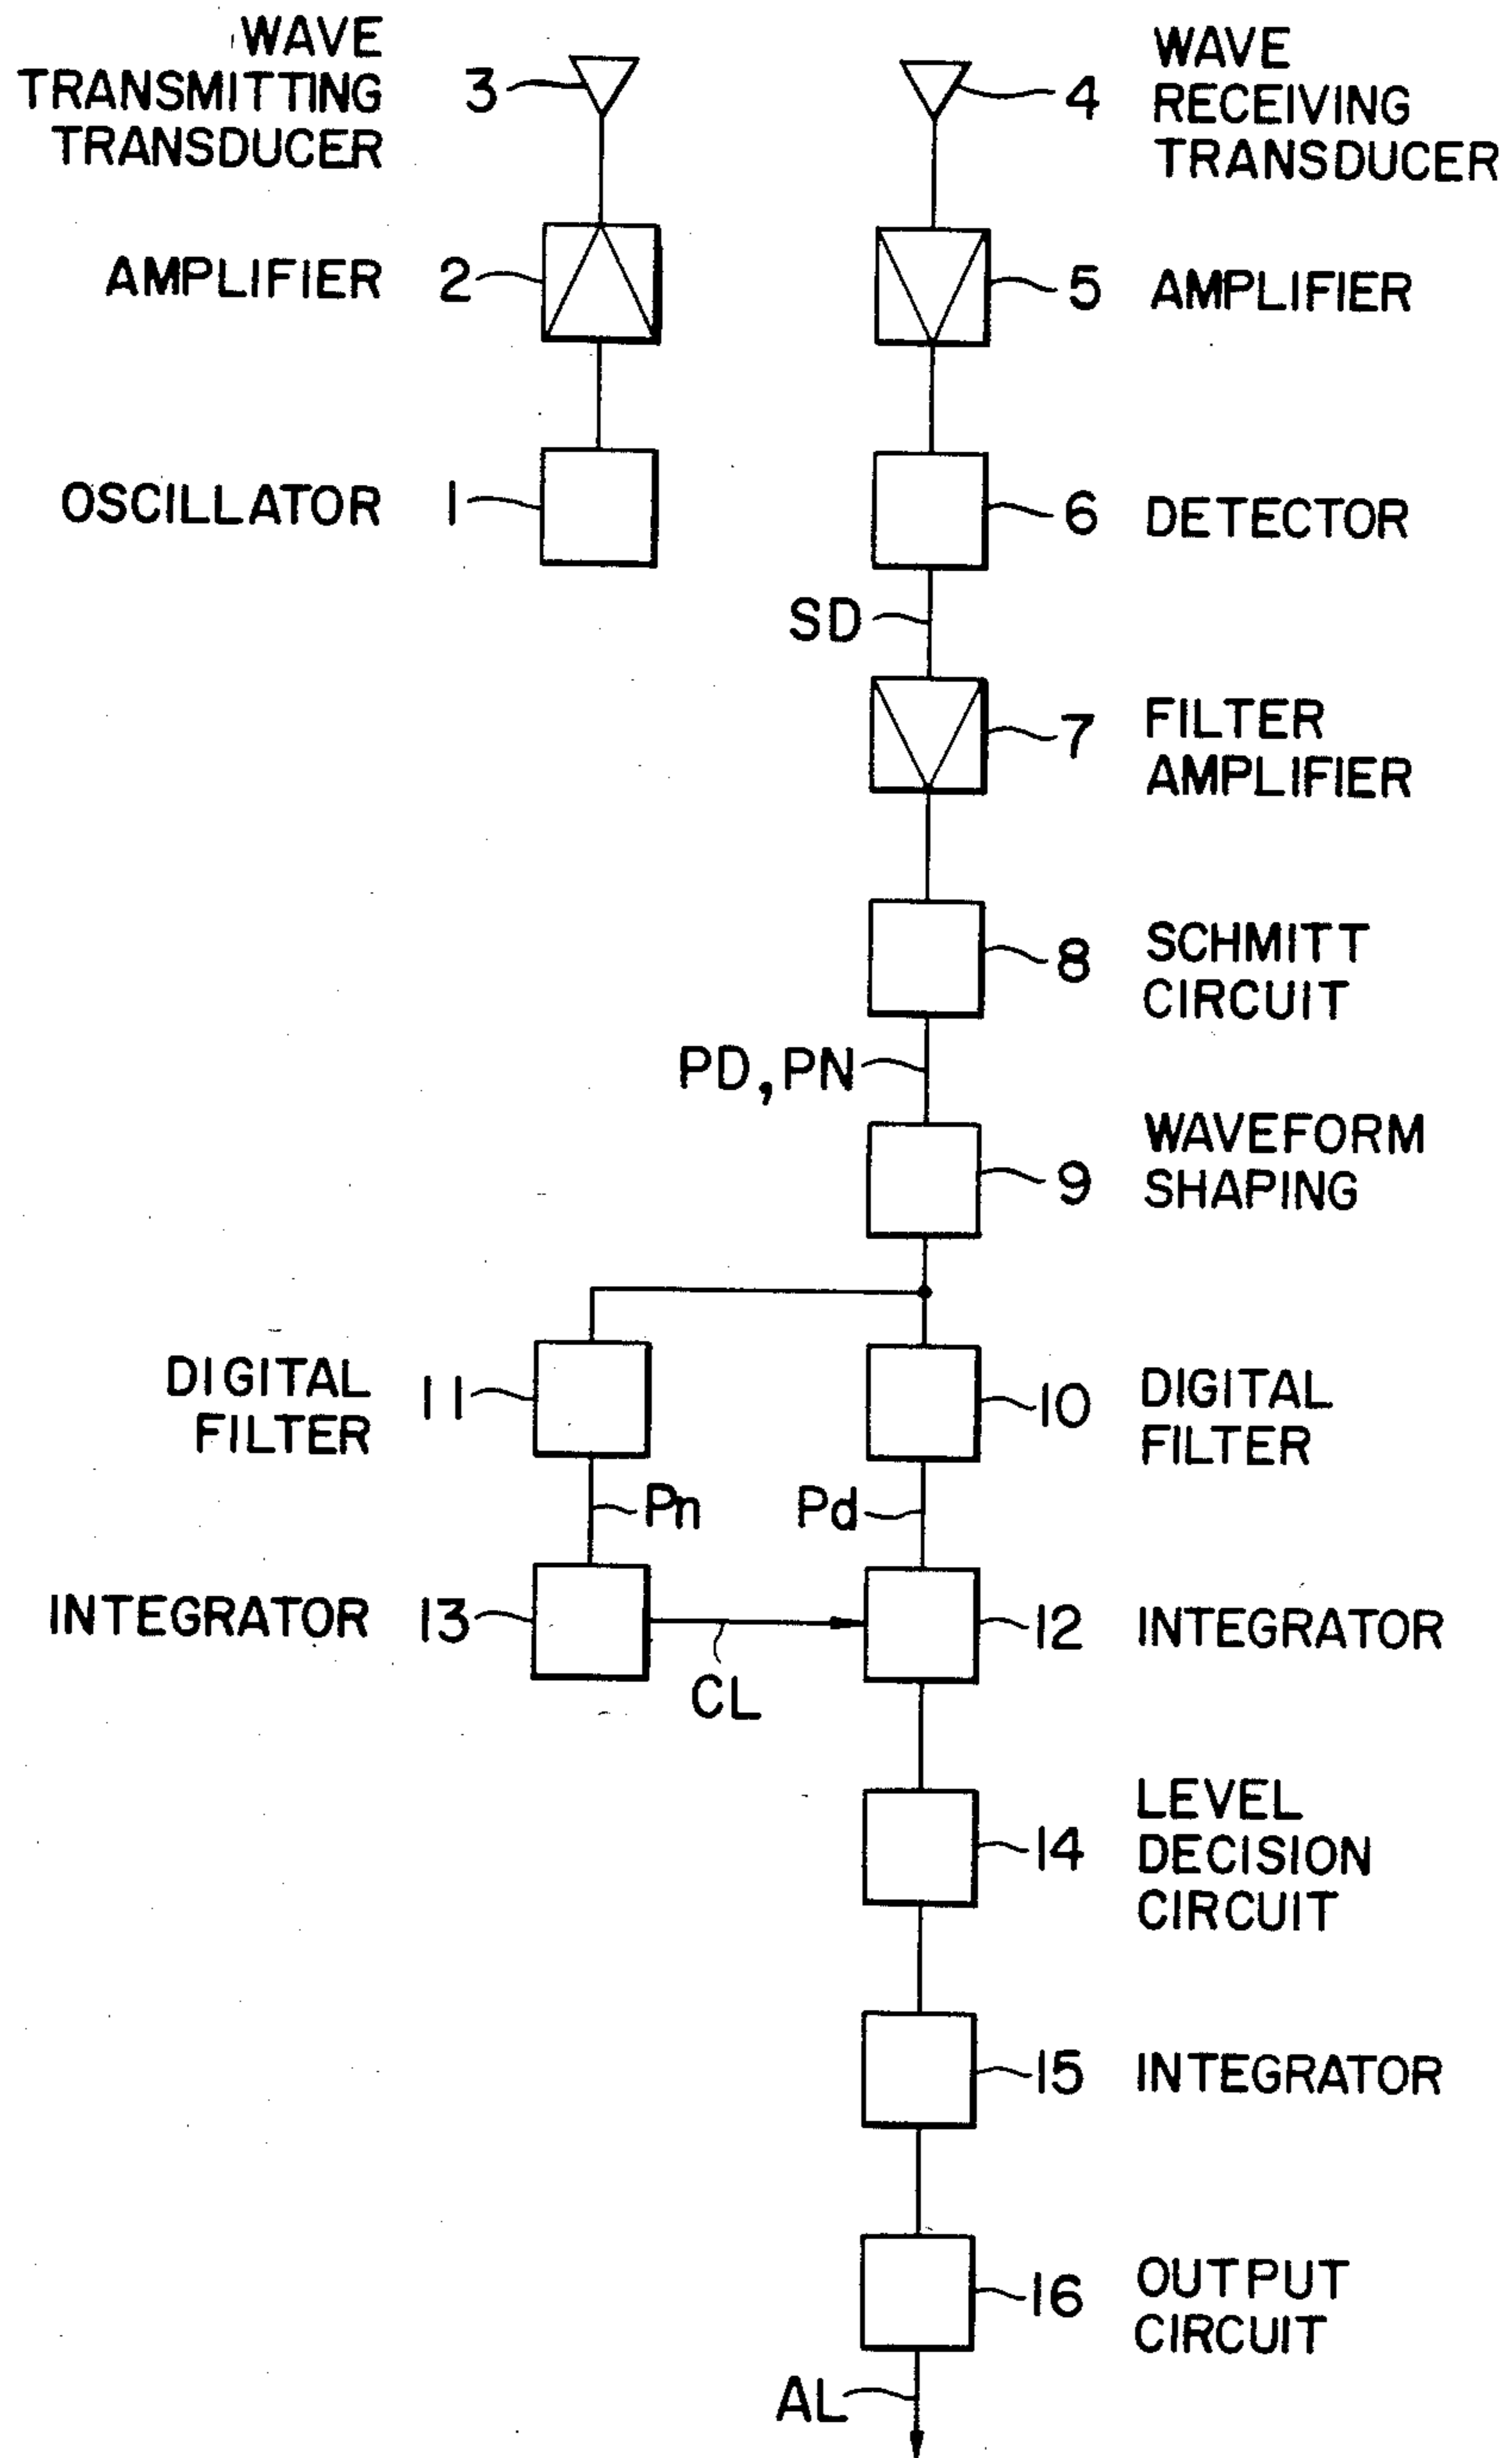 WAVE
TRANSMITTING
TRANSDUCER
3
4
WAVE
RECEIVING
TRANSDUCER
AMPLIFIER 2
5 AMPLIFIER
OSCILLATOR 1
6 DETECTOR
SD
7
FILTER
AMPLIFIER
8
SCHMITT
CIRCUIT
PD, PN
9
WAVEFORM
SHAPING
DIGITAL
FILTER
11
10
DIGITAL
FILTER
Pn
Pd
INTEGRATOR 13
12 INTEGRATOR
CL
14
LEVEL
DECISION
CIRCUIT
15 INTEGRATOR
16
OUTPUT
CIRCUIT
AL